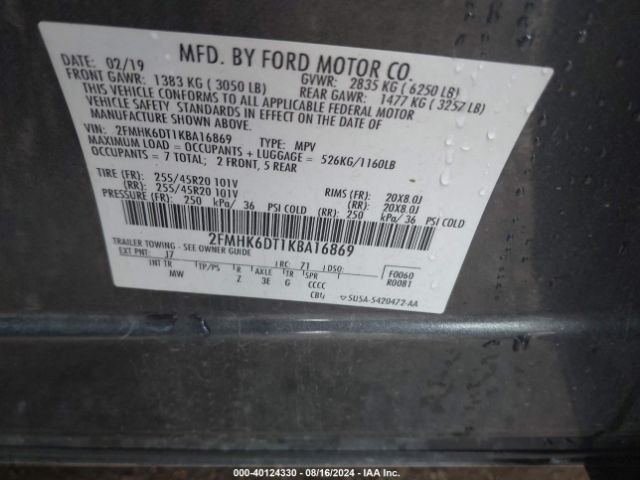 MFD. BY FORD MOTOR CO.
DATE: 02/19 GVWR: 2835 KG ( 6250 LB)
FRONT GAWR: 1383 KG ( 3050 LB) REAR GAWR: 1477 KG ( 3257 LB)
THIS VEHICLE CONFORMS TO ALL APPLICABLE FEDERAL MOTOR
VEHICLE SAFETY STANDARDS IN EFFECT ON THE DATE OF
MANUFACTURE SHOWN ABOVE.
VIN: 2FMHK6DT1KBA16869 TYPE: MPV
MAXIMUM LOAD = OCCUPANTS + LUGGAGE = 526KG/1160LB
OCCUPANTS = 7 TOTAL; 2 FRONT, 5 REAR
TIRE (FR): 255/45R20 101V RIMS (FR): 20X8.0J
(RR): 255/45R20 101V (RR): 20X8.0J
PRESSURE (FR): 250 kPa/ 36 PSI COLD (RR): 250 kPa/ 36 PSI COLD
2FMHK6DT1KBA16869
TRAILER TOWING - SEE OWNER GUIDE
EXT PNT: J7 RC: 71 DSO: F0060
INT TR TP/PS R AXLE TR SPR R0081
MW Z 3E G CCCC
CBU SUSA-5420472-AA
000-40124330 - 08/16/2024 - IAA Inc.